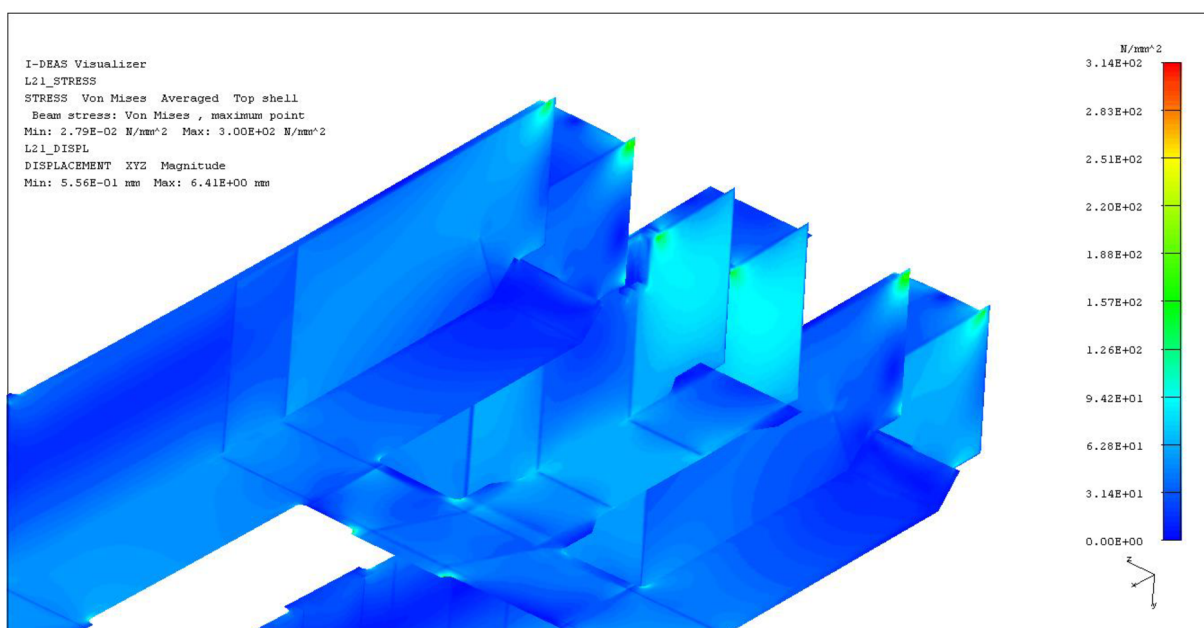 I-DEAS Visualizer
L21_STRESS
STRESS Von Mises Averaged Top shell
Beam stress: Von Mises , maximum point
Min: 2.79E-02 N/mm^2 Max: 3.00E+02 N/mm^2
L21_DISPL
DISPLACEMENT XYZ Magnitude
Min: 5.56E-01 mm Max: 6.41E+00 mm
N/mm^2
3.14E+02
2.83E+02
2.51E+02
2.20E+02
1.88E+02
1.57E+02
1.26E+02
9.42E+01
6.28E+01
3.14E+01
0.00E+00
z
x
y